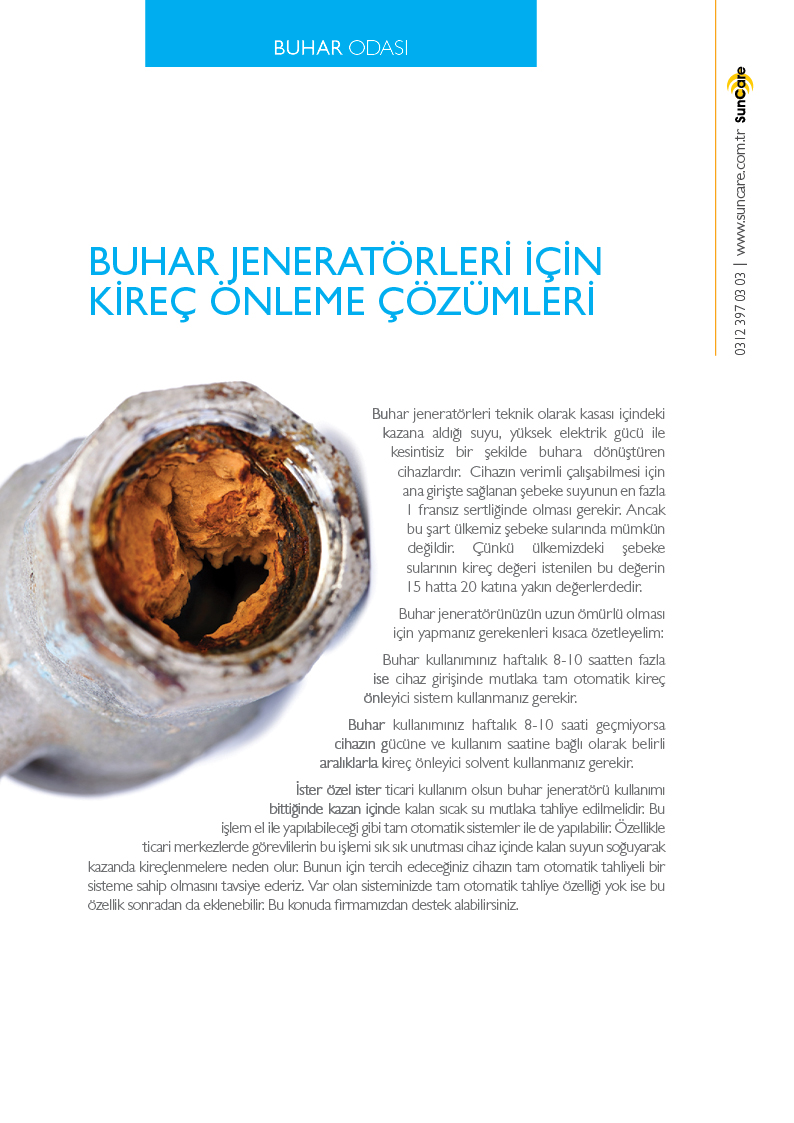 BUHAR ODASI
0312 397 03 03 | www.suncare.com.tr SunCare
BUHAR JENERATÖRLERİ İÇİN
KİREÇ ÖNLEME ÇÖZÜMLERİ
Buhar jeneratörleri teknik olarak kasası içindeki
kazana aldığı suyu, yüksek elektrik gücü ile
kesintisiz bir şekilde buhara dönüştüren
cihazlardır. Cihazın verimli çalışabilmesi için
ana girişte sağlanan şebeke suyunun en fazla
1 fransız sertliğinde olması gerekir. Ancak
bu şart ülkemiz şebeke sularında mümkün
değildir. Çünkü ülkemizdeki şebeke
sularının kireç değeri istenilen bu değerin
15 hatta 20 katına yakın değerlerdedir.
Buhar jeneratörünüzün uzun ömürlü olması
için yapmanız gerekenleri kısaca özetleyelim:
Buhar kullanımınız haftalık 8-10 saatten fazla
ise cihaz girişinde mutlaka tam otomatik kireç
önleyici sistem kullanmanız gerekir.
Buhar kullanımınız haftalık 8-10 saati geçmiyorsa
cihazın gücüne ve kullanım saatine bağlı olarak belirli
aralıklarla kireç önleyici solvent kullanmanız gerekir.
İster özel ister ticari kullanım olsun buhar jeneratörü kullanımı
bittiğinde kazan içinde kalan sıcak su mutlaka tahliye edilmelidir. Bu
işlem el ile yapılabileceği gibi tam otomatik sistemler ile de yapılabilir. Özellikle
ticari merkezlerde görevlilerin bu işlemi sık sık unutması cihaz içinde kalan suyun soğuyarak
kazanda kireçlenmelere neden olur. Bunun için tercih edeceğiniz cihazın tam otomatik tahliyeli bir
sisteme sahip olmasını tavsiye ederiz. Var olan sisteminizde tam otomatik tahliye özelliği yok ise bu
özellik sonradan da eklenebilir. Bu konuda firmamızdan destek alabilirsiniz.